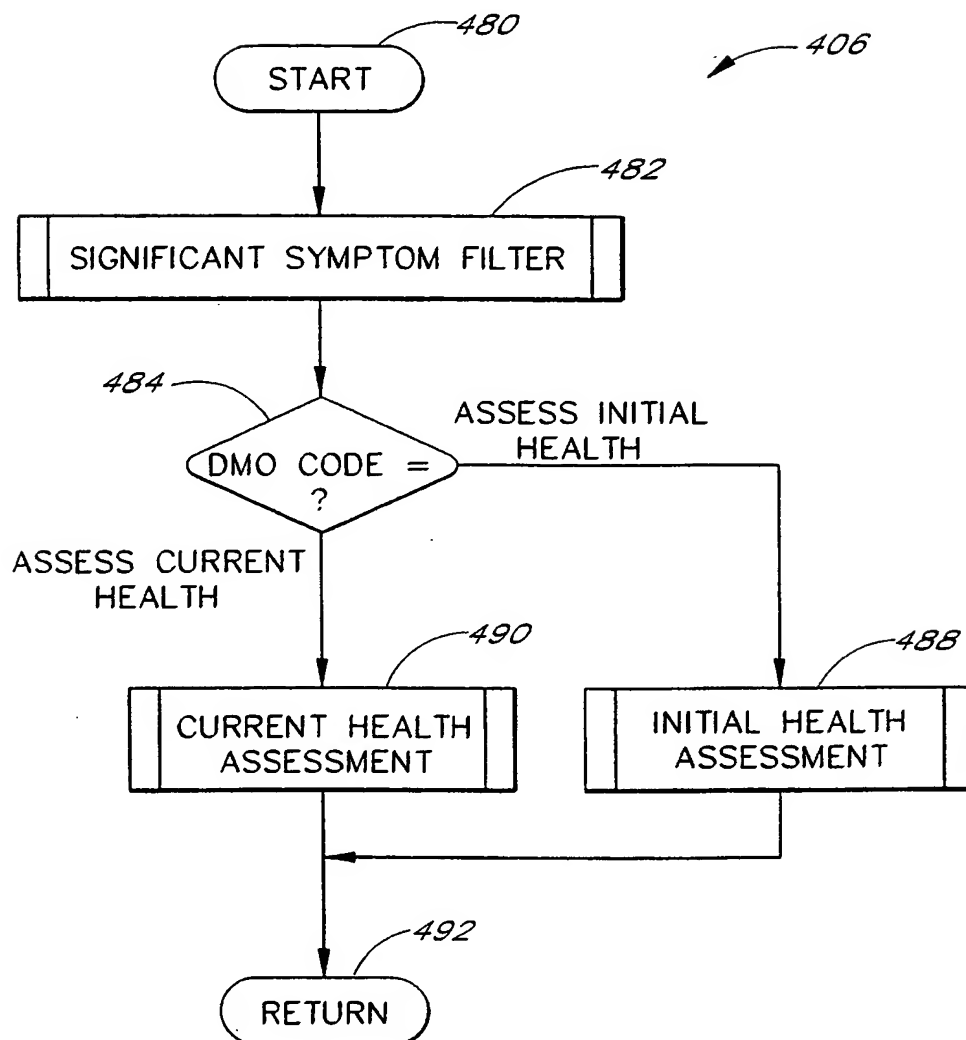 480
406
START
482
SIGNIFICANT SYMPTOM FILTER
484
ASSESS INITIAL
HEALTH
DMO CODE =
?
ASSESS CURRENT
HEALTH
490
488
CURRENT HEALTH
ASSESSMENT
INITIAL HEALTH
ASSESSMENT
492
RETURN